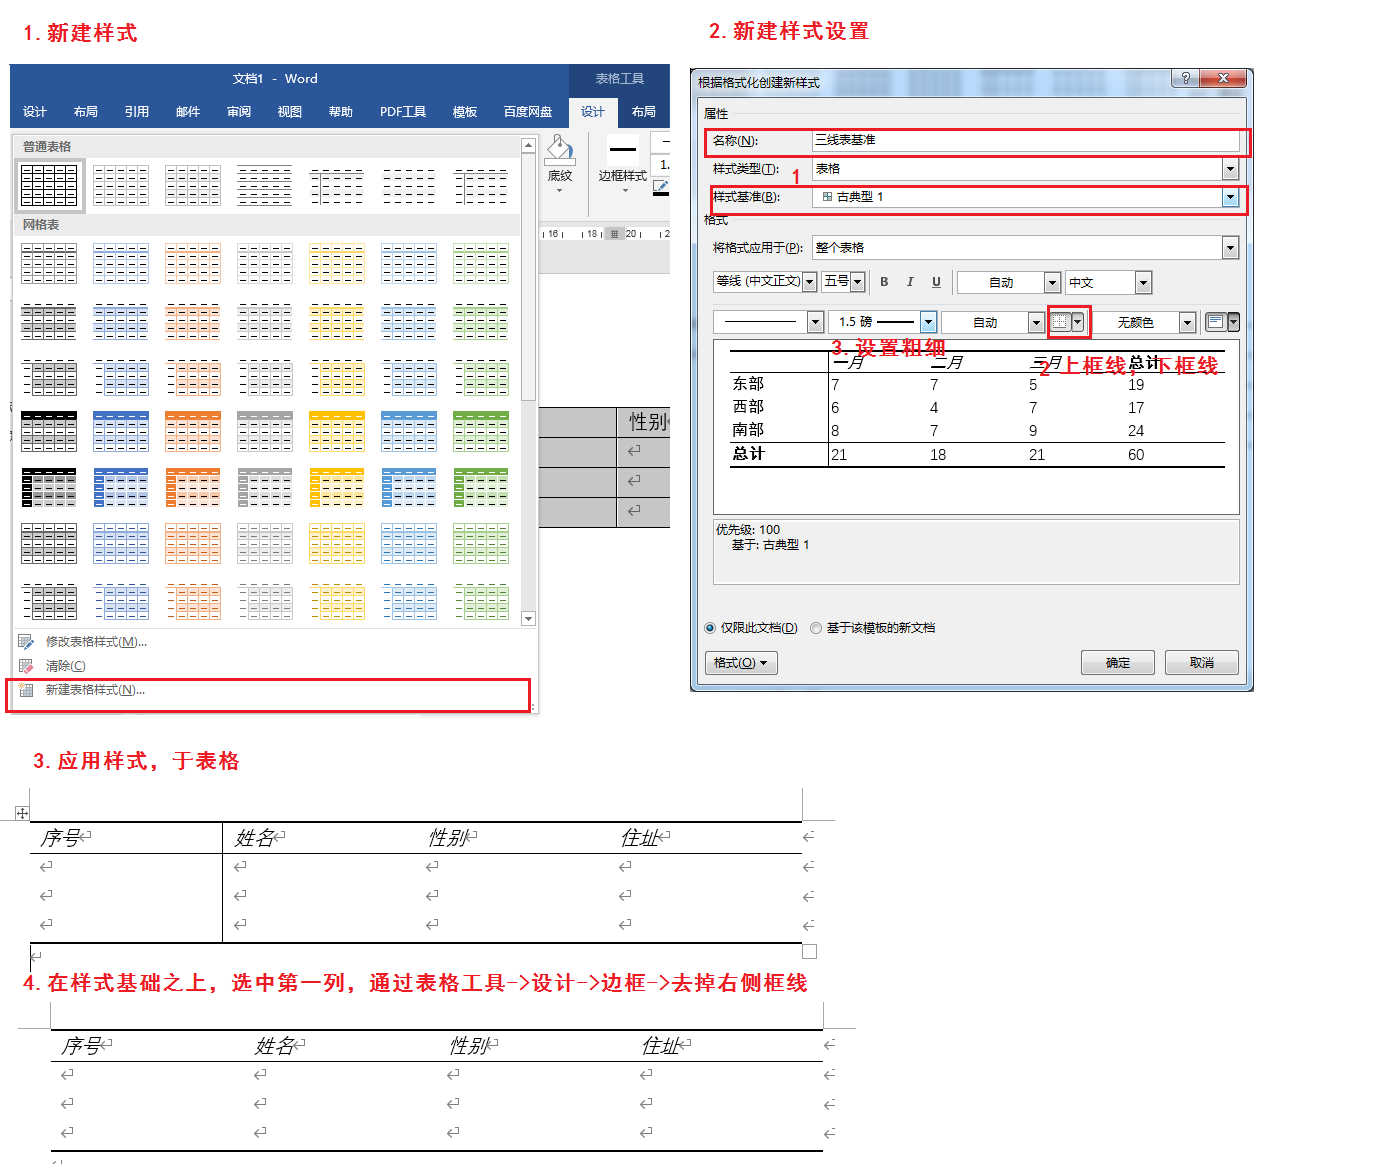 1.新建样式
文档1 - Word
表格工具
设计 布局 引用 邮件 审阅 视图 帮助 PDF工具 模板 百度网盘 设计 布局
普通表格
网格表
底纹
边框样式
1.
16 18 20 2
性别
修改表格样式(M)...
清除(C)
新建表格样式(N)...
2.新建样式设置
根据格式化创建新样式
属性
名称(N): 三线表基准
样式类型(T): 表格
1
样式基准(B): 古典型 1
格式
将格式应用于(P): 整个表格
等线 (中文正文) 五号 B I U 自动 中文
1.5 磅 自动 无颜色
3.设置粗细
2 上框线，下框线
一月 二月 三月 总计
东部 7 7 5 19
西部 6 4 7 17
南部 8 7 9 24
总计 21 18 21 60
优先级: 100
基于: 古典型 1
仅限此文档(D) 基于该模板的新文档
格式(O) 确定 取消
3.应用样式，于表格
序号 姓名 性别 住址
4.在样式基础之上，选中第一列，通过表格工具->设计->边框->去掉右侧框线
序号 姓名 性别 住址